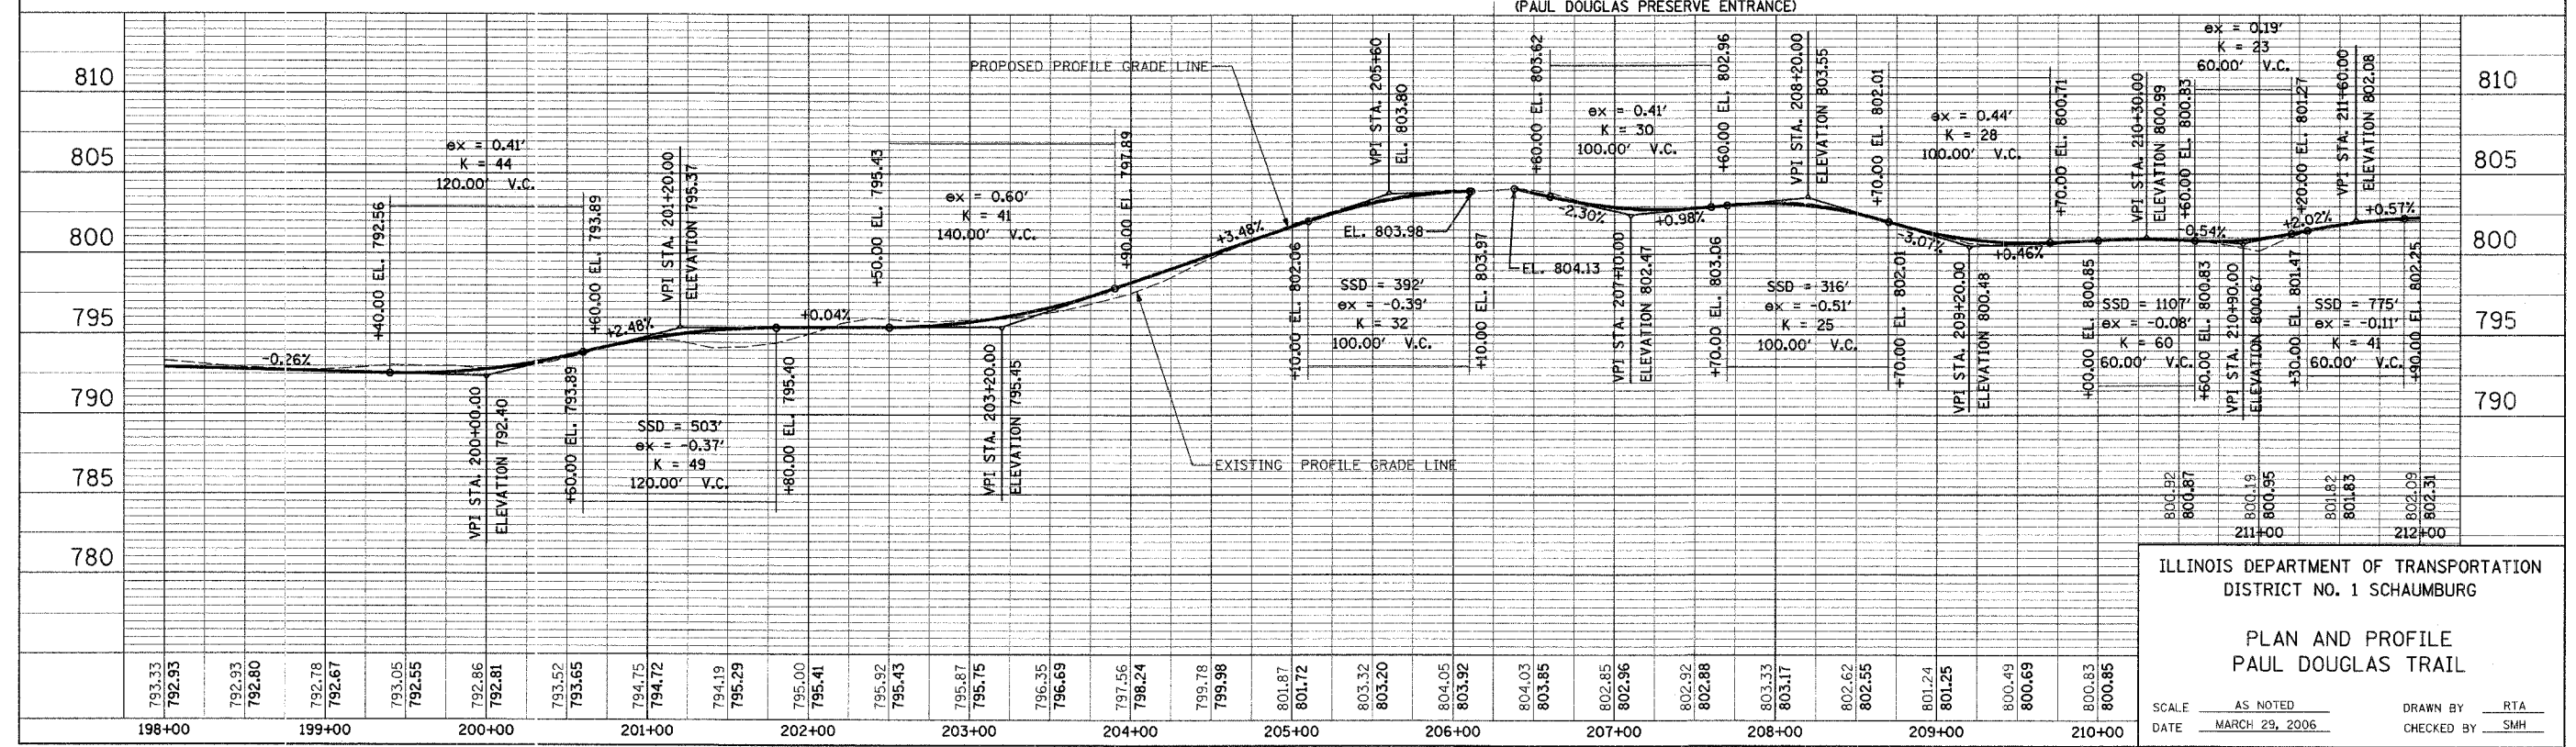 (PAUL DOUGLAS PRESERVE ENTRANCE)
810
805
800
795
790
785
780
810
805
800
795
790
-0.26%
+40.00 EL. 792.56
ex = 0.41'
K = 44
120.00' V.C.
VPI STA. 200+00.00
ELEVATION 792.40
+60.00 EL. 793.89
+60.00 EL. 793.89
+2.48%
SSD = 503'
ex = -0.37'
K = 49
120.00' V.C.
VPI STA. 201+20.00
ELEVATION 795.37
+80.00 EL. 795.40
+0.04%
+50.00 EL. 795.43
ex = 0.60'
K = 41
140.00' V.C.
VPI STA. 203+20.00
ELEVATION 795.45
PROPOSED PROFILE GRADE LINE
EXISTING PROFILE GRADE LINE
+90.00 EL. 797.89
+3.48%
+10.00 EL. 802.06
VPI STA. 205+60
EL. 803.80
EL. 803.98
SSD = 392'
ex = -0.39'
K = 32
100.00' V.C.
+10.00 EL. 803.97
EL. 804.13
+60.00 EL. 803.62
-2.30%
ex = 0.41'
K = 30
100.00' V.C.
VPI STA. 207+10.00
ELEVATION 802.47
+0.98%
+60.00 EL. 802.96
+70.00 EL. 803.06
SSD = 316'
ex = -0.51'
K = 25
100.00' V.C.
VPI STA. 208+20.00
ELEVATION 803.55
+70.00 EL. 802.01
+70.00 EL. 802.01
-3.07%
ex = 0.44'
K = 28
100.00' V.C.
VPI STA. 209+20.00
ELEVATION 800.48
+0.46%
+70.00 EL. 800.71
+00.00 EL. 800.85
SSD = 1107'
ex = -0.08'
K = 60
60.00' V.C.
VPI STA. 210+30.00
ELEVATION 800.99
+60.00 EL. 800.83
+60.00 EL. 800.83
-0.54%
ex = 0.19'
K = 23
60.00' V.C.
VPI STA. 210+90.00
ELEVATION 800.67
+20.00 EL. 801.27
+2.02%
+30.00 EL. 801.47
SSD = 775'
ex = -0.11'
K = 41
60.00' V.C.
VPI STA. 211+60.00
ELEVATION 802.08
+0.57%
+90.00 EL. 802.25
800.92
800.87
800.19
800.95
801.82
801.83
802.09
802.31
211+00
212+00
793.33
792.93
792.93
792.80
792.78
792.67
793.05
792.55
792.86
792.81
793.52
793.65
794.75
794.72
794.19
795.29
795.00
795.41
795.92
795.43
795.87
795.75
796.35
796.69
797.56
798.24
799.78
799.98
801.87
801.72
803.32
803.20
804.05
803.92
804.03
803.85
802.85
802.96
802.92
802.88
803.33
803.17
802.62
802.55
801.24
801.25
800.49
800.69
800.83
800.85
198+00
199+00
200+00
201+00
202+00
203+00
204+00
205+00
206+00
207+00
208+00
209+00
210+00
ILLINOIS DEPARTMENT OF TRANSPORTATION
DISTRICT NO. 1 SCHAUMBURG
PLAN AND PROFILE
PAUL DOUGLAS TRAIL
SCALE AS NOTED DRAWN BY RTA
DATE MARCH 29, 2006 CHECKED BY SMH